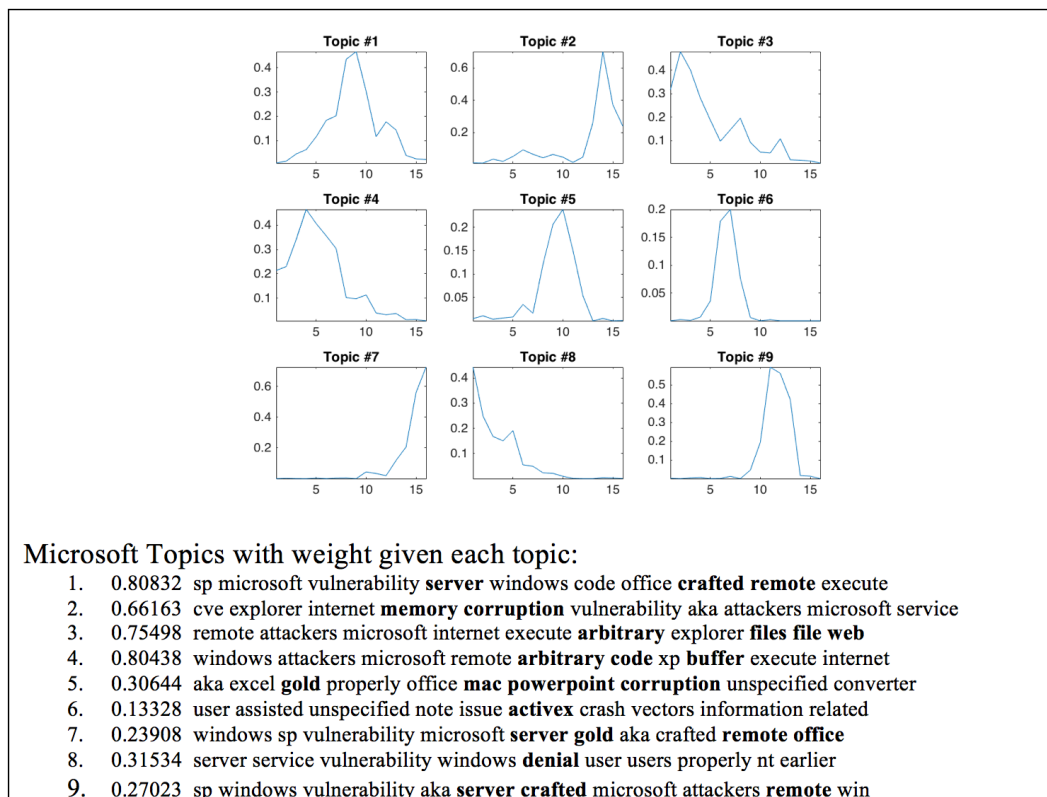 Topic #1 Topic #2 Topic #3
0.4 0.6 0.4
0.3 0.4 0.3
0.2 0.2 0.2
0.1 0.1
5 10 15 5 10 15 5 10 15
Topic #4 Topic #5 Topic #6
0.4 0.2 0.2
0.3 0.15 0.15
0.2 0.1 0.1
0.1 0.05 0.05
5 10 15 5 10 15 5 10 15
Topic #7 Topic #8 Topic #9
0.6 0.4 0.5
0.4 0.3 0.4
0.2 0.2 0.3
0.1 0.2
0.1
5 10 15 5 10 15 5 10 15
Microsoft Topics with weight given each topic:
1. 0.80832 sp microsoft vulnerability server windows code office crafted remote execute
2. 0.66163 cve explorer internet memory corruption vulnerability aka attackers microsoft service
3. 0.75498 remote attackers microsoft internet execute arbitrary explorer files file web
4. 0.80438 windows attackers microsoft remote arbitrary code xp buffer execute internet
5. 0.30644 aka excel gold properly office mac powerpoint corruption unspecified converter
6. 0.13328 user assisted unspecified note issue activex crash vectors information related
7. 0.23908 windows sp vulnerability microsoft server gold aka crafted remote office
8. 0.31534 server service vulnerability windows denial user users properly nt earlier
9. 0.27023 sp windows vulnerability aka server crafted microsoft attackers remote win